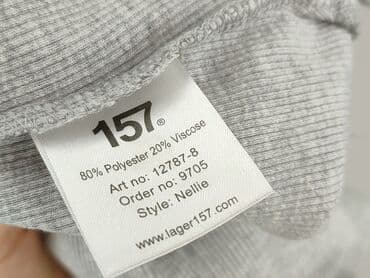 157®
80% Polyester 20% Viscose
Art no: 12787-8
Order no: 9705
Style: Nellie
www.lager157.com